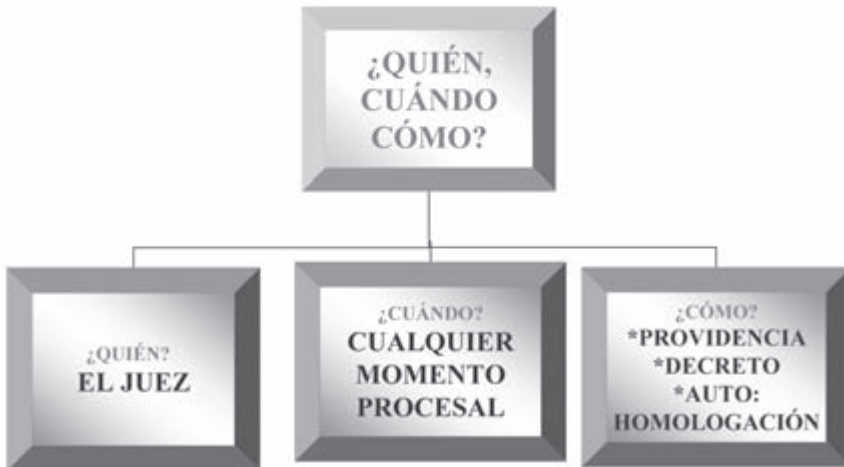 ¿QUIÉN,
CUÁNDO
CÓMO?
¿QUIÉN?
EL JUEZ
¿CUÁNDO?
CUALQUIER
MOMENTO
PROCESAL
¿CÓMO?
*PROVIDENCIA
*DECRETO
*AUTO:
HOMOLOGACIÓN